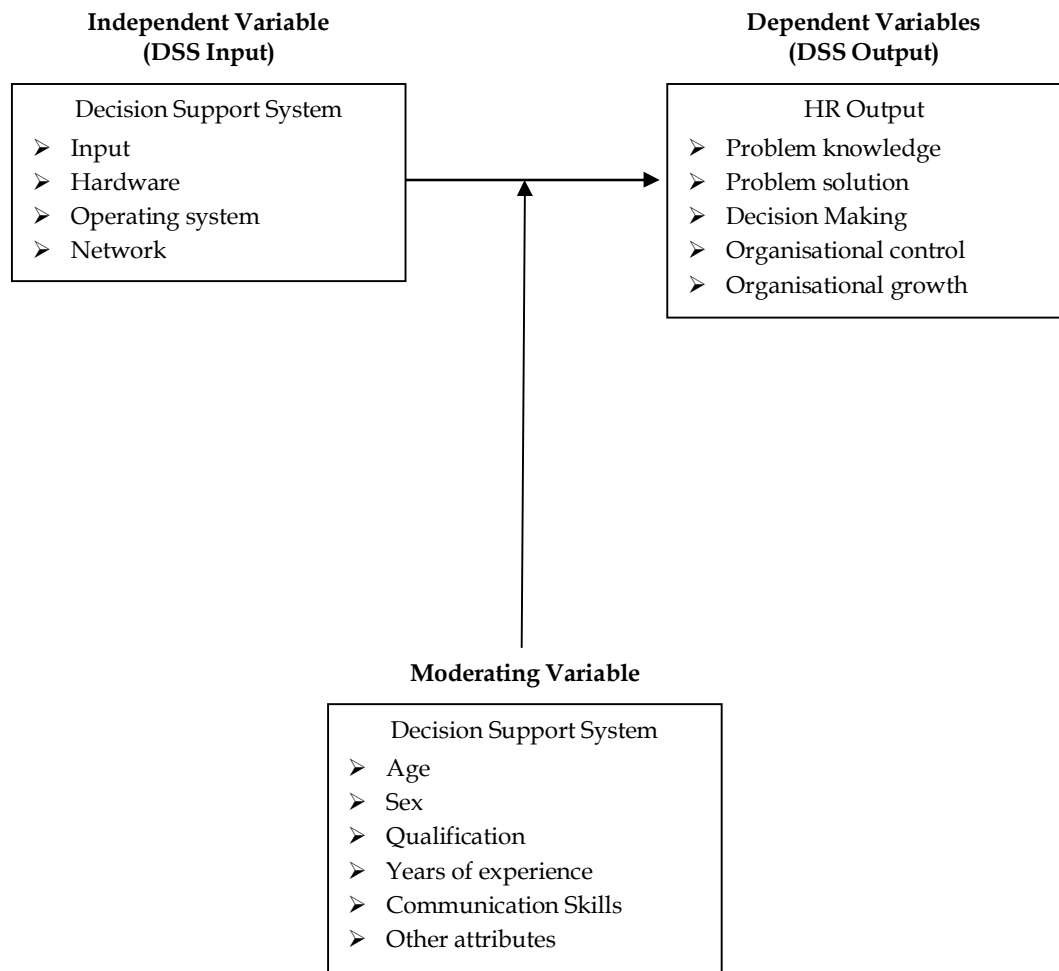 Independent Variable
(DSS Input)
Decision Support System
➢ Input
➢ Hardware
➢ Operating system
➢ Network
Dependent Variables
(DSS Output)
HR Output
➢ Problem knowledge
➢ Problem solution
➢ Decision Making
➢ Organisational control
➢ Organisational growth
Moderating Variable
Decision Support System
➢ Age
➢ Sex
➢ Qualification
➢ Years of experience
➢ Communication Skills
➢ Other attributes